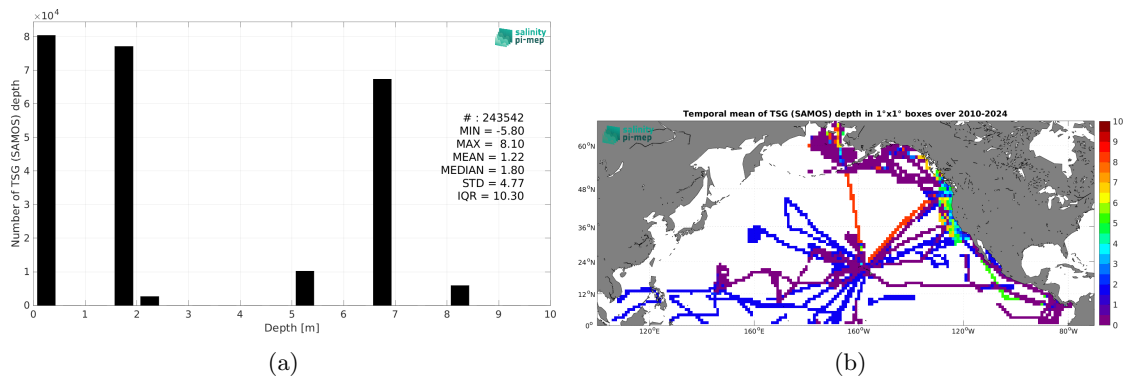 ×10⁴
8
7
6
5
4
3
2
1
0
Number of TSG (SAMOS) depth
salinity
pi-mep
# : 243542
MIN = -5.80
MAX = 8.10
MEAN = 1.22
MEDIAN = 1.80
STD = 4.77
IQR = 10.30
0 1 2 3 4 5 6 7 8 9 10
Depth [m]
(a)
Temporal mean of TSG (SAMOS) depth in 1°x1° boxes over 2010-2024
salinity
pi-mep
60°N
48°N
36°N
24°N
12°N
0°
120°E 160°E 160°W 120°W 80°W
10
9
8
7
6
5
4
3
2
1
0
(b)